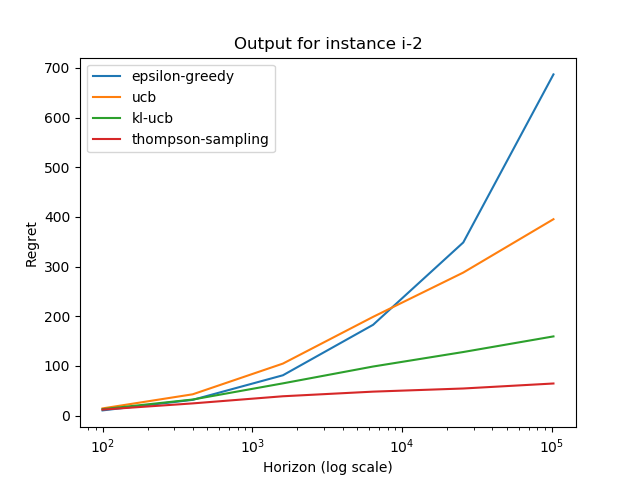 Output for instance i-2
700
600
500
400
300
200
100
0
Regret
epsilon-greedy
ucb
kl-ucb
thompson-sampling
10²
10³
10⁴
10⁵
Horizon (log scale)